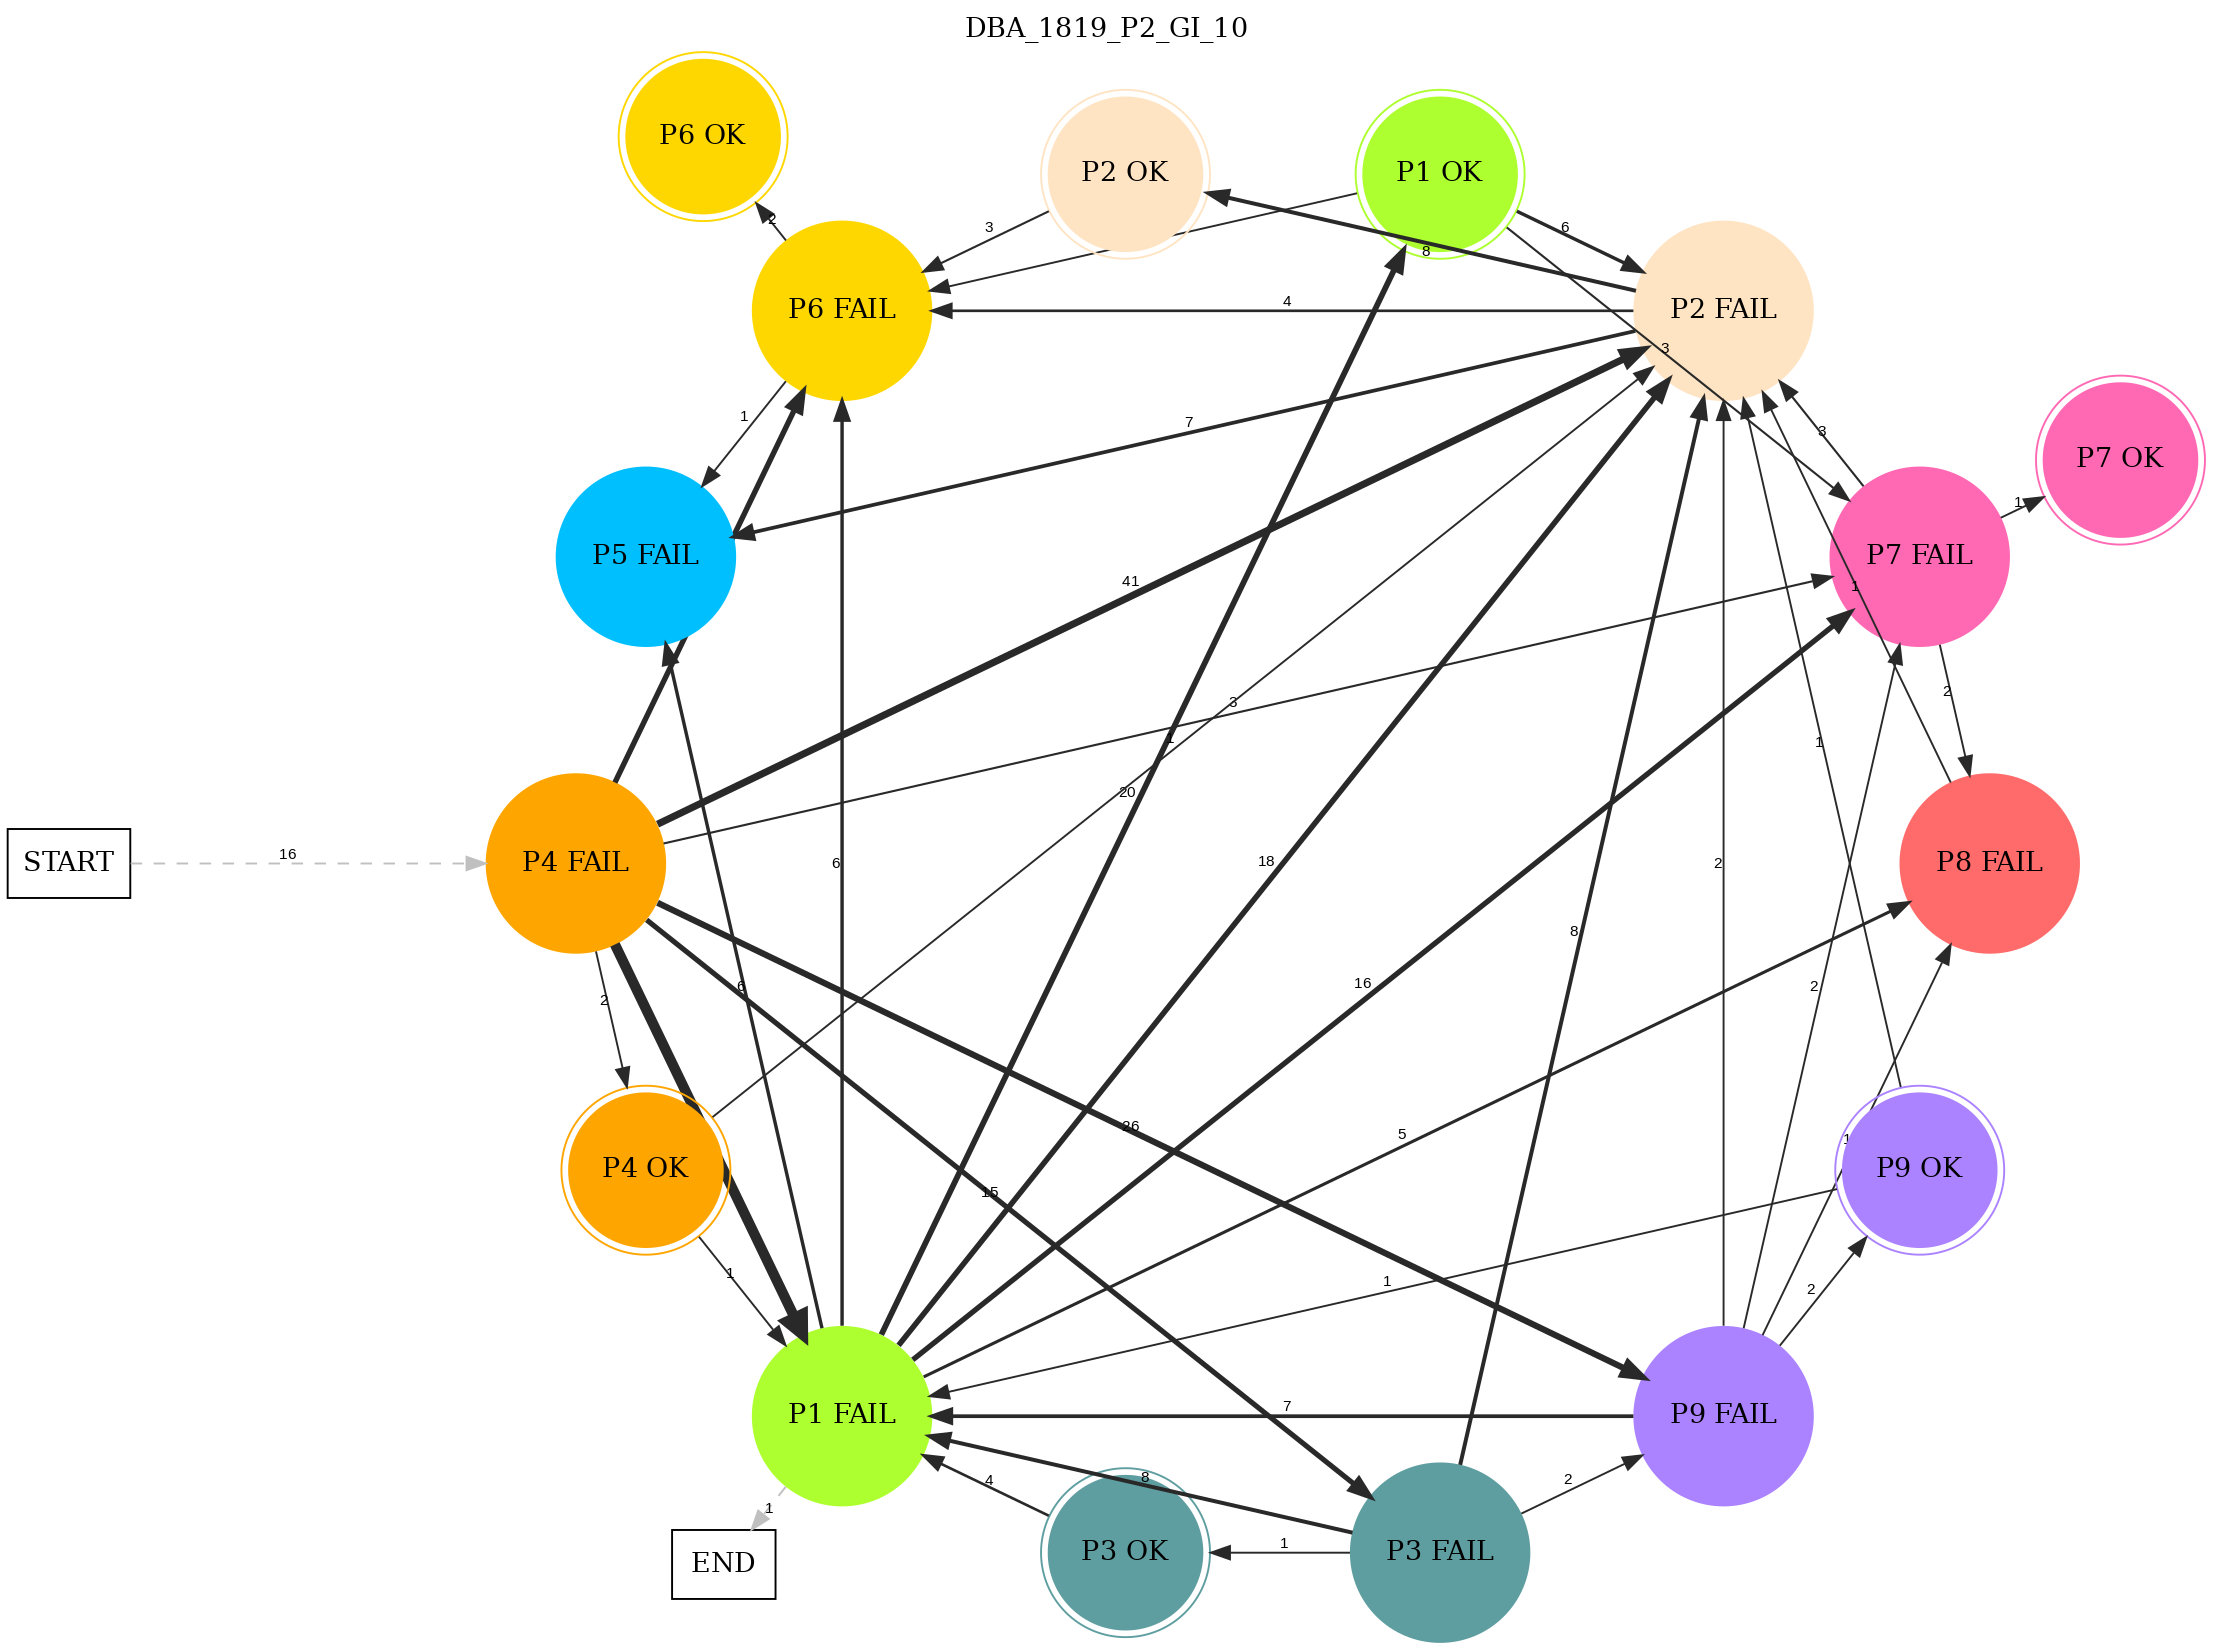 DBA_1819_P2_GI_10
P6 OK
P2 OK
P1 OK
2
3
6
8
P6 FAIL
4
P2 FAIL
3
1
7
3
P7 OK
1
P5 FAIL
41
1
P7 FAIL
3
2
1
1
20
START
16
P4 FAIL
6
18
2
P8 FAIL
8
2
6
16
2
26
5
1
P4 OK
15
P9 OK
1
1
2
P1 FAIL
7
P9 FAIL
4
8
2
1
END
P3 OK
1
P3 FAIL